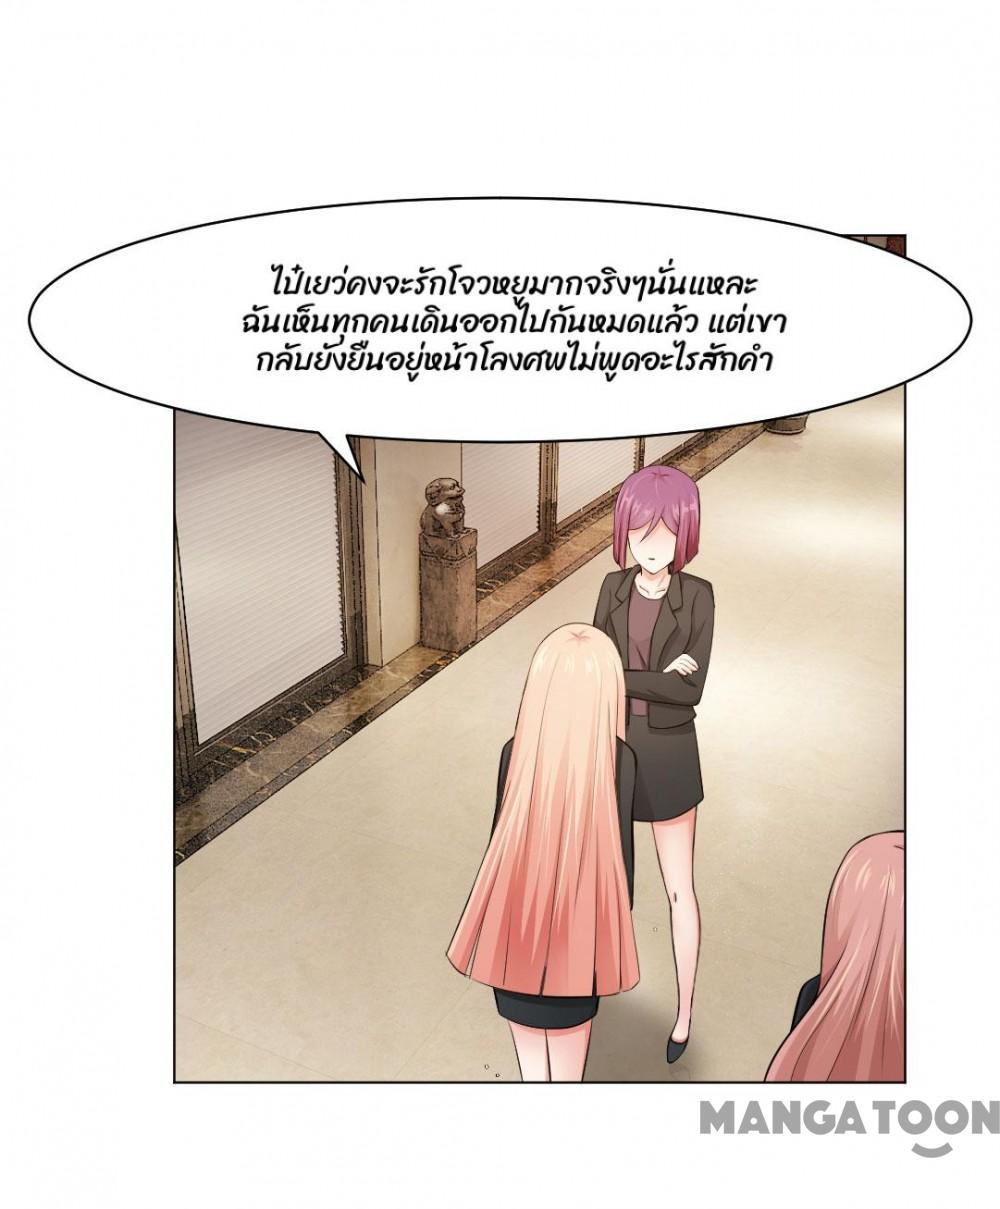 ไป๋เยว่คงจะรักโจวหยูมากจริงๆนั่นแหละ
ฉันเห็นทุกคนเดินออกไปกันหมดแล้ว แต่เขา
กลับยังยืนอยู่หน้าโลงศพไม่พูดอะไรสักคำ
MANGATOON